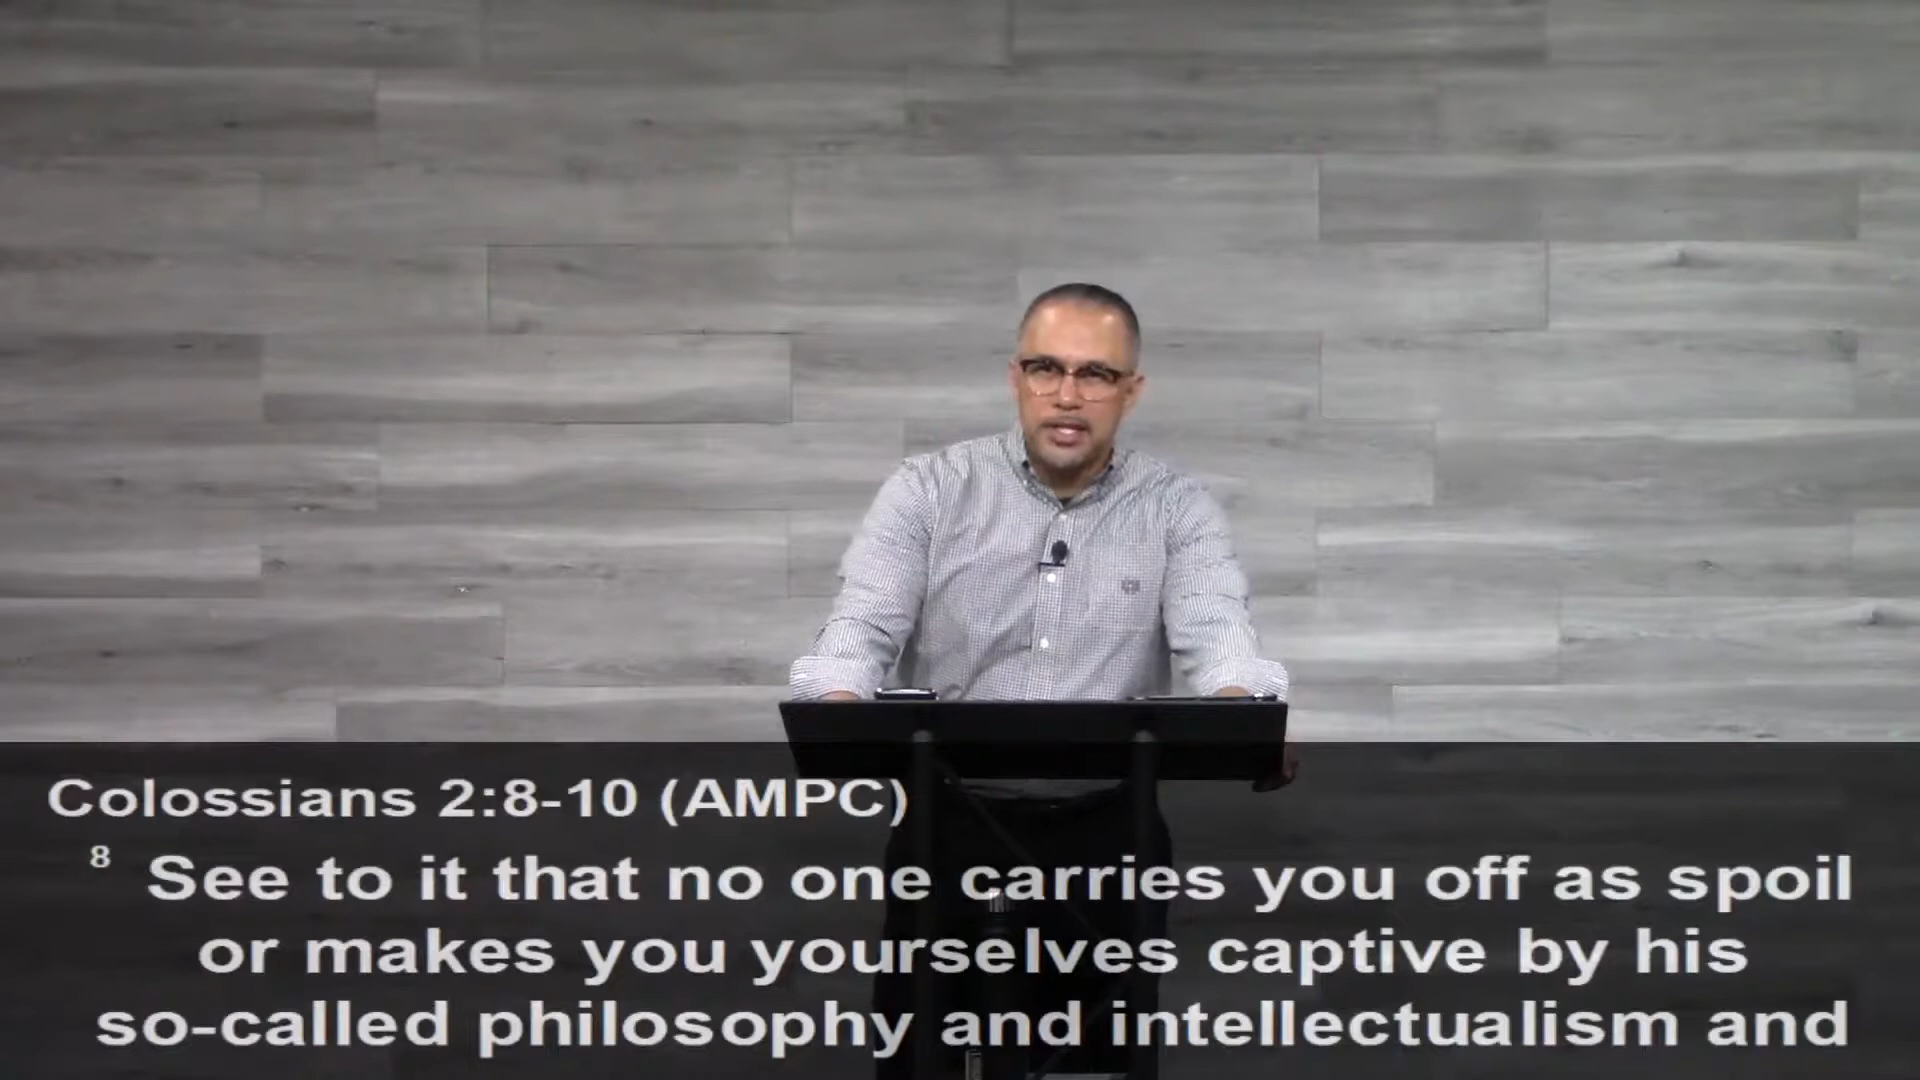 Colossians 2:8-10 (AMPC)
8 See to it that no one carries you off as spoil
or makes you yourselves captive by his
so-called philosophy and intellectualism and